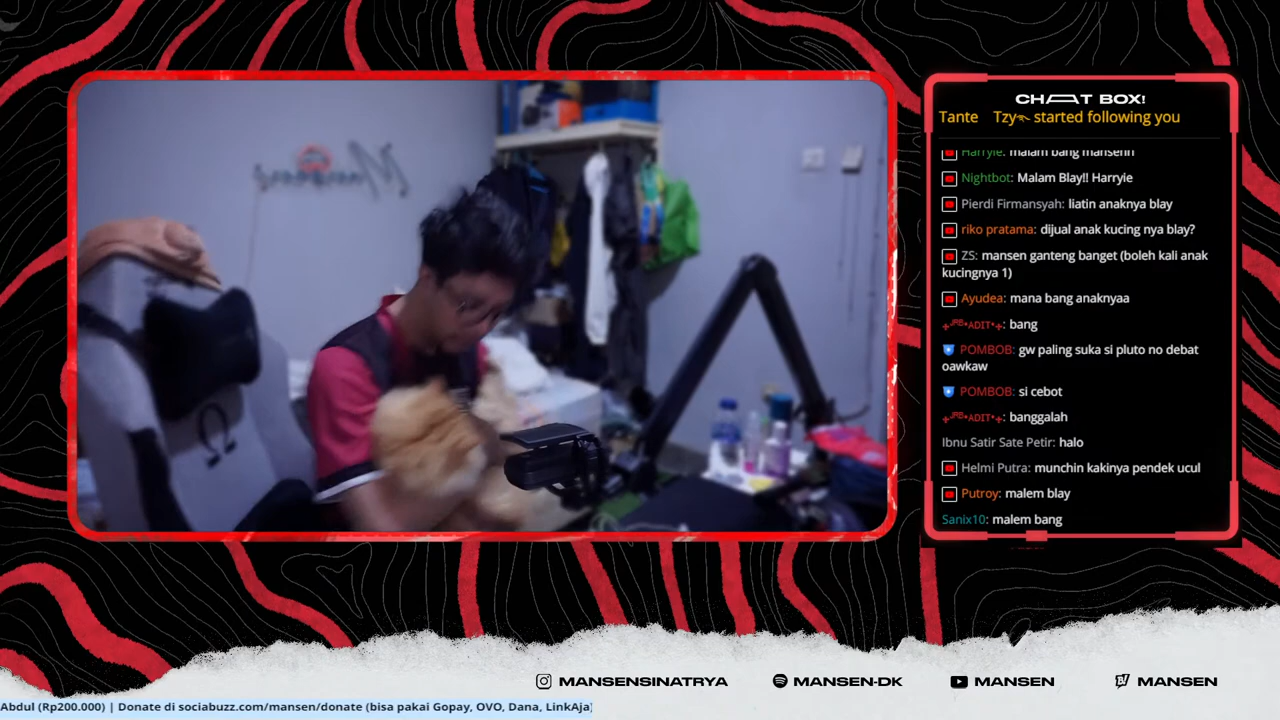 CHAT BOX!
Tante Tzy started following you
Harryie: malam bang mansenn
Nightbot: Malam Blay!! Harryie
Pierdi Firmansyah: liatin anaknya blay
riko pratama: dijual anak kucing nya blay?
ZS: mansen ganteng banget (boleh kali anak
kucingnya 1)
Ayudea: mana bang anaknyaa
ᴶᴿᴮ•ADIT•: bang
POMBOB: gw paling suka si pluto no debat
oawkaw
POMBOB: si cebot
ᴶᴿᴮ•ADIT•: banggalah
Ibnu Satir Sate Petir: halo
Helmi Putra: munchin kakinya pendek ucul
Putroy: malem blay
Sanix10: malem bang
MANSENSINATRYA
MANSEN-DK
MANSEN
MANSEN
Abdul (Rp200.000) | Donate di sociabuzz.com/mansen/donate (bisa pakai Gopay, OVO, Dana, LinkAja)